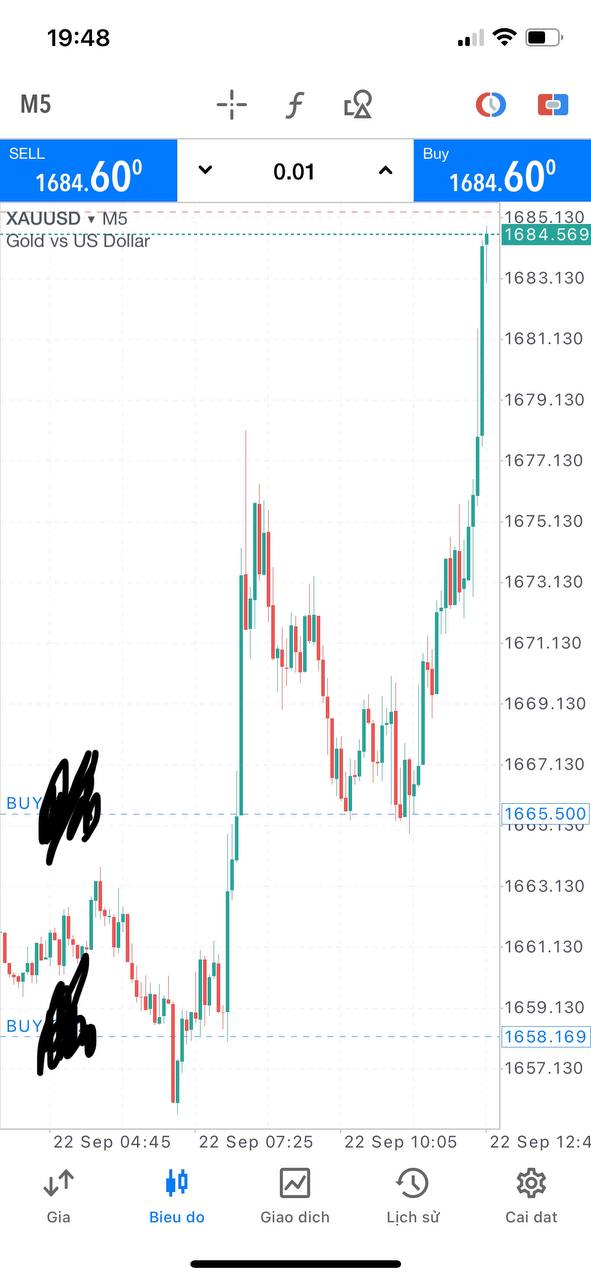 19:48
M5
SELL
1684.60⁰
0.01
Buy
1684.60⁰
XAUUSD ▾ M5
Gold vs US Dollar
1685.130
1684.569
1683.130
1681.130
1679.130
1677.130
1675.130
1673.130
1671.130
1669.130
1667.130
BUY
1665.500
1665.130
1663.130
1661.130
1659.130
BUY
1658.169
1657.130
22 Sep 04:45
22 Sep 07:25
22 Sep 10:05
22 Sep 12:4
Gia
Bieu do
Giao dich
Lịch sử
Cai dat